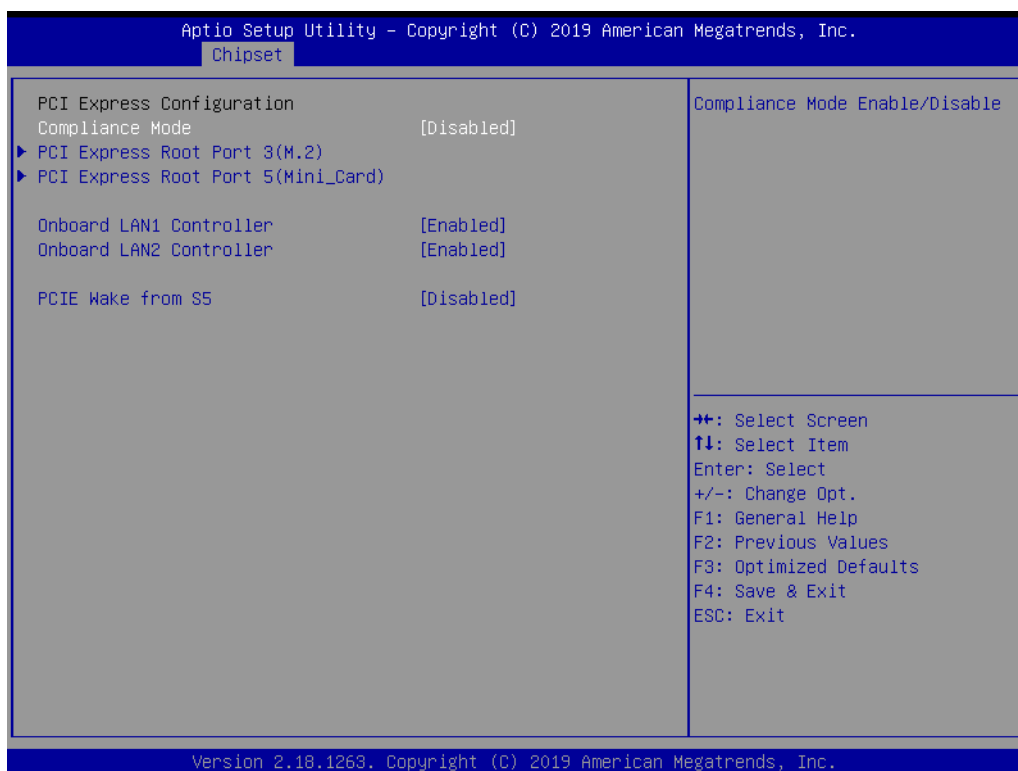 Aptio Setup Utility – Copyright (C) 2019 American Megatrends, Inc.
Chipset
PCI Express Configuration
Compliance Mode [Disabled]
▶ PCI Express Root Port 3(M.2)
▶ PCI Express Root Port 5(Mini_Card)
Onboard LAN1 Controller [Enabled]
Onboard LAN2 Controller [Enabled]
PCIE Wake from S5 [Disabled]
Compliance Mode Enable/Disable
→←: Select Screen
↑↓: Select Item
Enter: Select
+/-: Change Opt.
F1: General Help
F2: Previous Values
F3: Optimized Defaults
F4: Save & Exit
ESC: Exit
Version 2.18.1263. Copyright (C) 2019 American Megatrends, Inc.